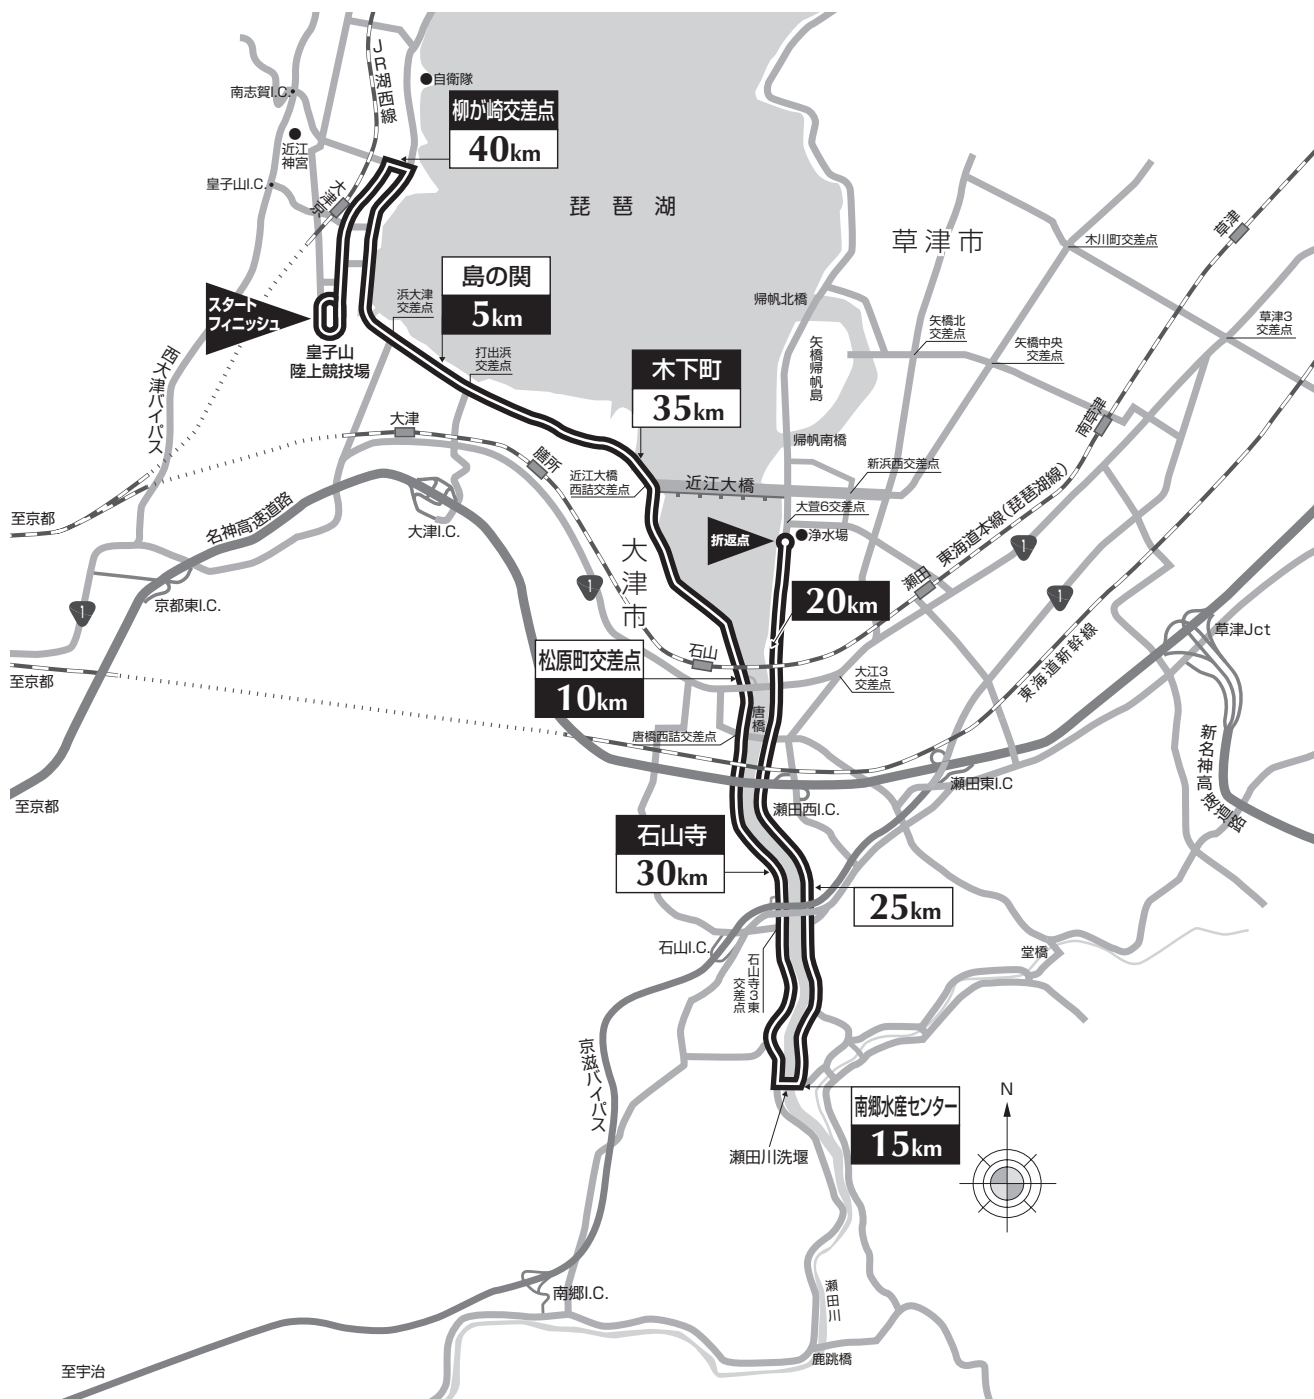 JR湖西線
自衛隊
南志賀I.C.
柳が崎交差点
40km
近江
神宮
皇子山I.C.
大津京
琵琶湖
草津市
木川町交差点
草津
島の関
5km
浜大津
交差点
スタート
フィニッシュ
帰帆北橋
矢橋帰帆島
矢橋北
交差点
草津3
交差点
矢橋中央
交差点
皇子山
陸上競技場
打出浜
交差点
西大津バイパス
木下町
35km
大津
膳所
南草津
帰帆南橋
新浜西交差点
近江大橋
西詰交差点
近江大橋
大萱6交差点
至京都
名神高速道路
大津I.C.
折返点
浄水場
東海道本線(琵琶湖線)
1
大津市
1
瀬田
1
1
20km
京都東I.C.
草津Jct
石山
松原町交差点
10km
至京都
大江3
交差点
東海道新幹線
唐橋
唐橋西詰交差点
新名神高速道路
至京都
瀬田西I.C.
瀬田東I.C
石山寺
30km
25km
石山I.C.
石山寺3東
交差点
堂橋
京滋バイパス
南郷水産センター
15km
瀬田川洗堰
N
南郷I.C.
瀬田川
至宇治
鹿跳橋